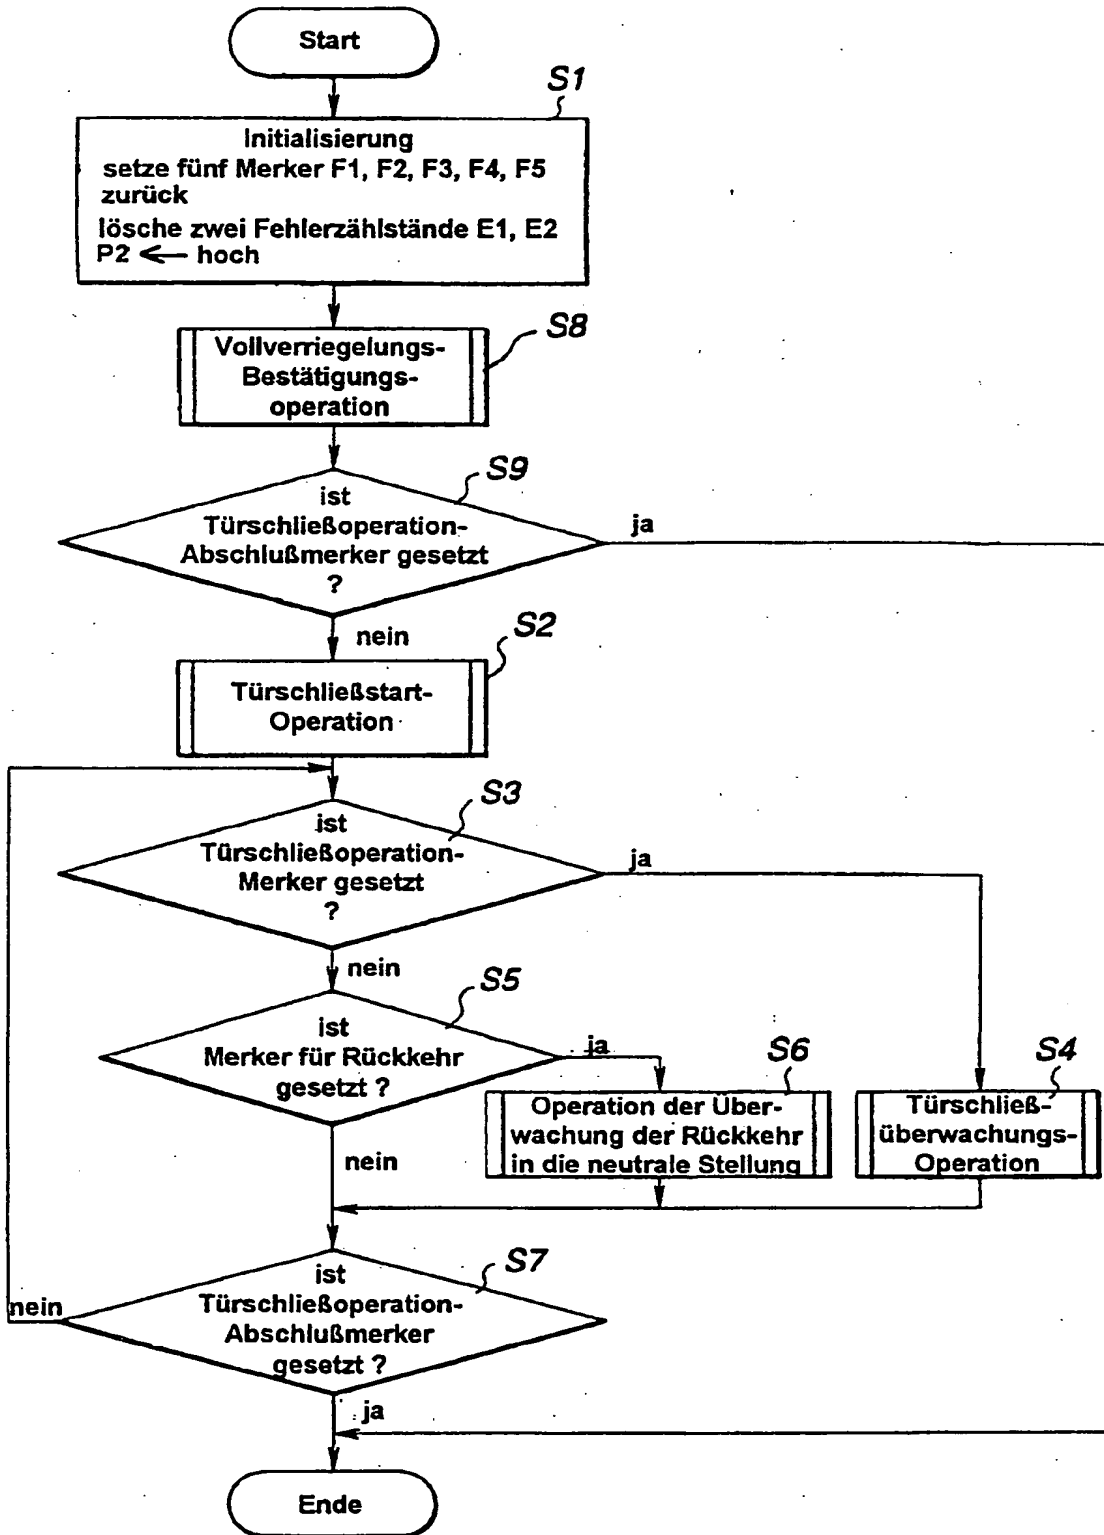 Start
S1
Initialisierung
setze fünf Merker F1, F2, F3, F4, F5
zurück
lösche zwei Fehlerzählstände E1, E2
P2 ← hoch
S8
Vollverriegelungs-
Bestätigungs-
operation
S9
ist
Türschließoperation-
Abschlußmerker gesetzt
?
ja
nein
S2
Türschließstart-
Operation
S3
ist
Türschließoperation-
Merker gesetzt
?
ja
nein
S5
ist
Merker für Rückkehr
gesetzt ?
ja
nein
S6
Operation der Über-
wachung der Rückkehr
in die neutrale Stellung
S4
Türschließ-
überwachungs-
Operation
S7
ist
Türschließoperation-
Abschlußmerker
gesetzt ?
nein
ja
Ende